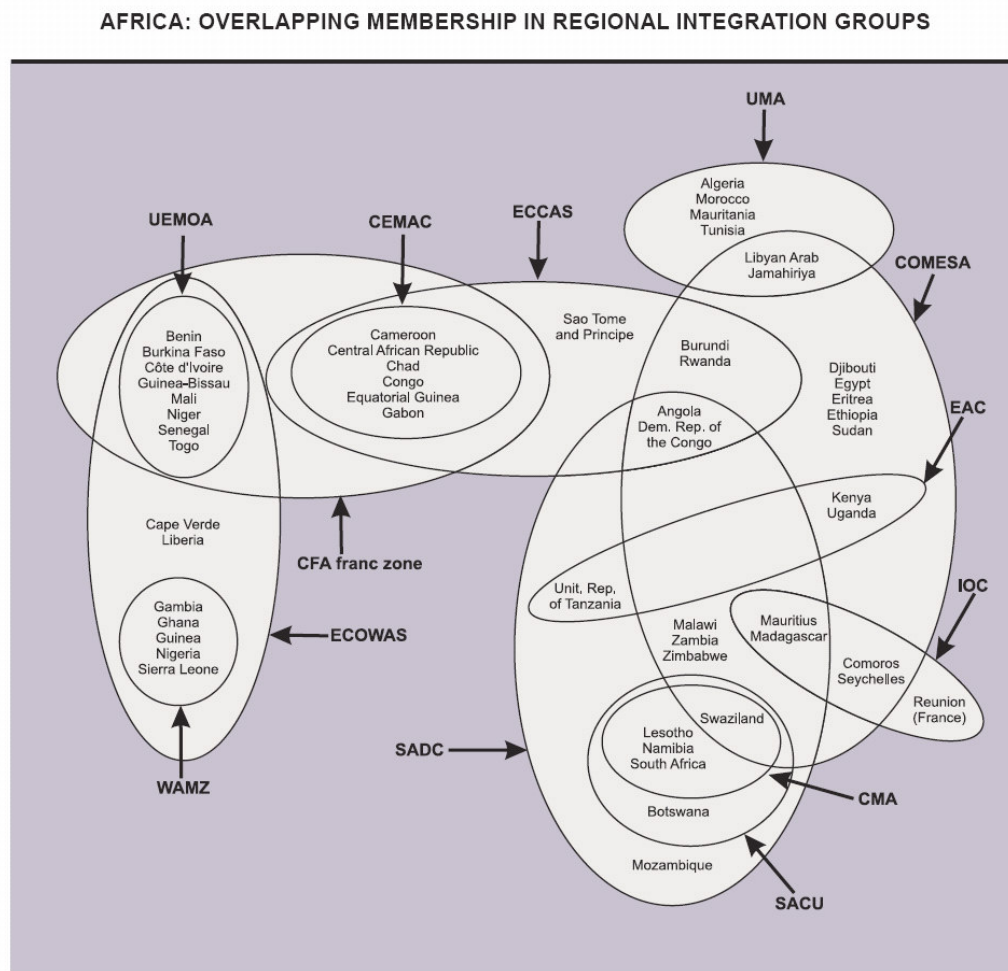 AFRICA: OVERLAPPING MEMBERSHIP IN REGIONAL INTEGRATION GROUPS
UMA
Algeria
Morocco
Mauritania
Tunisia
Libyan Arab
Jamahiriya
COMESA
UEMOA
CEMAC
ECCAS
Benin
Burkina Faso
Côte d'Ivoire
Guinea–Bissau
Mali
Niger
Senegal
Togo
Cameroon
Central African Republic
Chad
Congo
Equatorial Guinea
Gabon
Sao Tome
and Principe
Burundi
Rwanda
Angola
Dem. Rep. of
the Congo
Djibouti
Egypt
Eritrea
Ethiopia
Sudan
EAC
Kenya
Uganda
Cape Verde
Liberia
CFA franc zone
Unit, Rep,
of Tanzania
IOC
Gambia
Ghana
Guinea
Nigeria
Sierra Leone
ECOWAS
Malawi
Zambia
Zimbabwe
Mauritius
Madagascar
Comoros
Seychelles
Reunion
(France)
Swaziland
Lesotho
Namibia
South Africa
SADC
WAMZ
CMA
Botswana
Mozambique
SACU